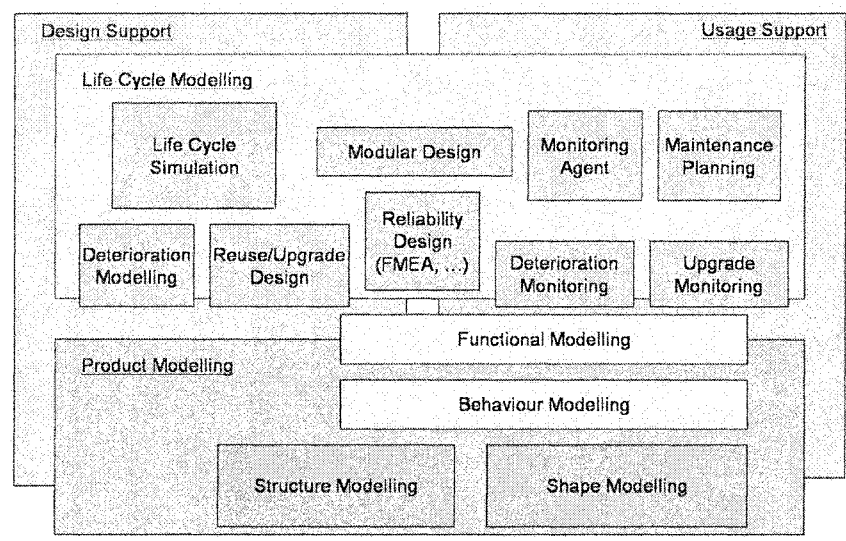 Design Support
Usage Support
Life Cycle Modelling
Life Cycle
Simulation
Modular Design
Monitoring
Agent
Maintenance
Planning
Reliability
Design
(FMEA, ...)
Deterioration
Modelling
Reuse/Upgrade
Design
Deterioration
Monitoring
Upgrade
Monitoring
Functional Modelling
Product Modelling
Behaviour Modelling
Structure Modelling
Shape Modelling